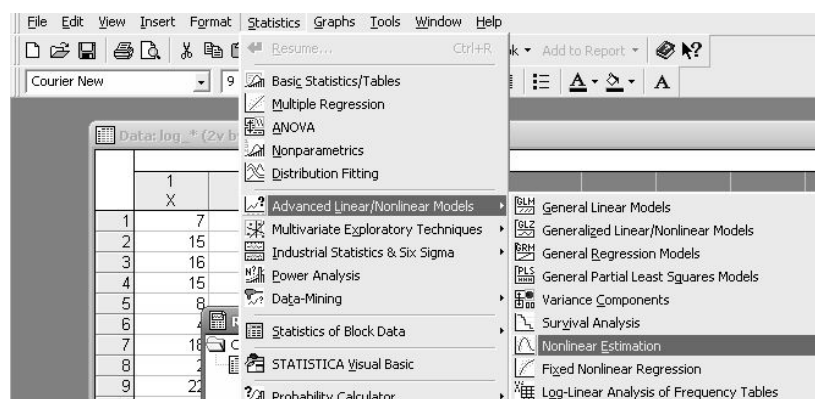 File Edit View Insert Format Statistics Graphs Tools Window Help
Resume... Ctrl+R
Add to Report
Courier New 9
Basic Statistics/Tables
Multiple Regression
ANOVA
Nonparametrics
Distribution Fitting
Advanced Linear/Nonlinear Models
Multivariate Exploratory Techniques
Industrial Statistics & Six Sigma
Power Analysis
Data-Mining
Statistics of Block Data
STATISTICA Visual Basic
Probability Calculator
General Linear Models
Generalized Linear/Nonlinear Models
General Regression Models
General Partial Least Squares Models
Variance Components
Survival Analysis
Nonlinear Estimation
Fixed Nonlinear Regression
Log-Linear Analysis of Frequency Tables
Data: log_* (2v b
1
X
1 7
2 15
3 16
4 15
5 8
6
7 18
8 2
9 22